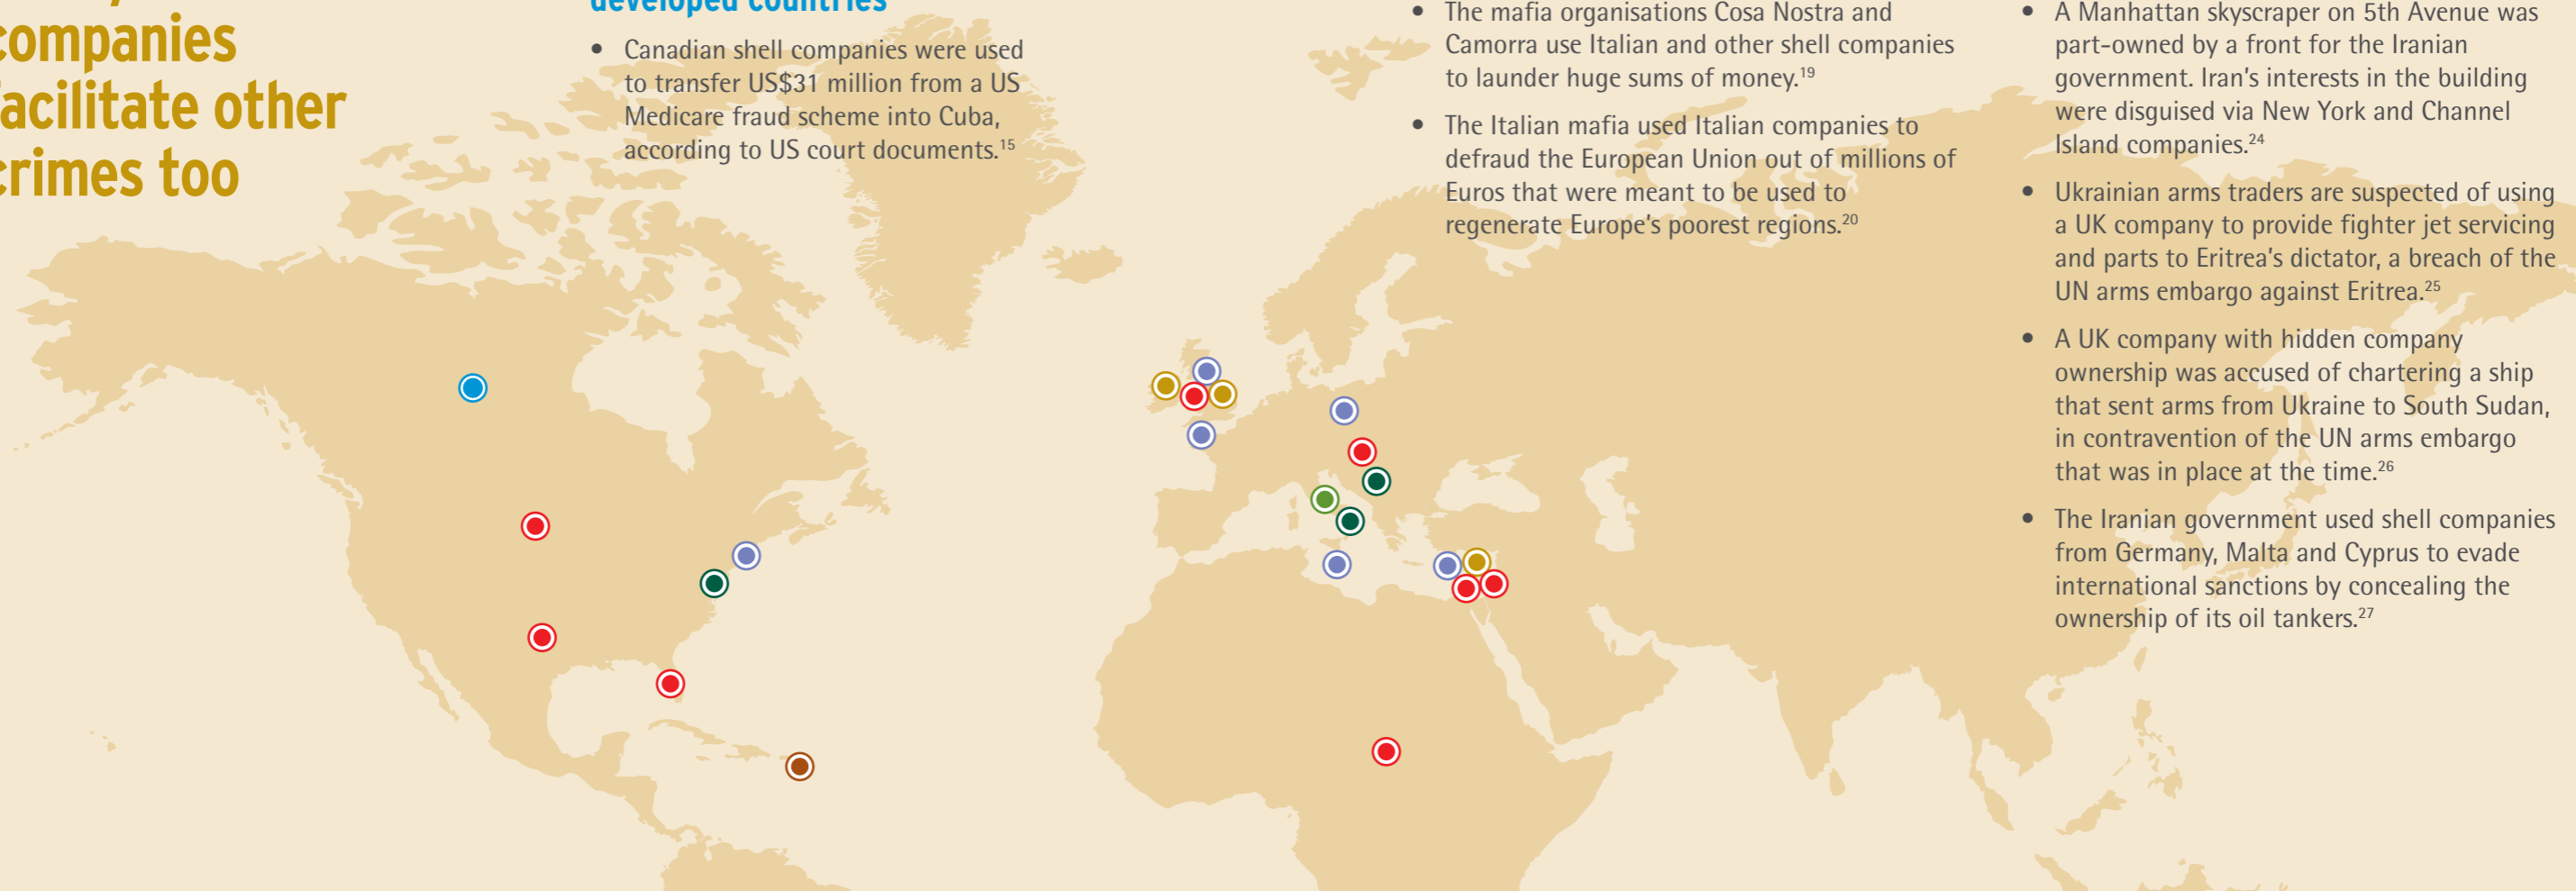 companies
facilitate other
crimes too
developed countries
• Canadian shell companies were used
to transfer US$31 million from a US
Medicare fraud scheme into Cuba,
according to US court documents.15
• The mafia organisations Cosa Nostra and
Camorra use Italian and other shell companies
to launder huge sums of money.19
• The Italian mafia used Italian companies to
defraud the European Union out of millions of
Euros that were meant to be used to
regenerate Europe's poorest regions.20
• A Manhattan skyscraper on 5th Avenue was
part-owned by a front for the Iranian
government. Iran's interests in the building
were disguised via New York and Channel
Island companies.24
• Ukrainian arms traders are suspected of using
a UK company to provide fighter jet servicing
and parts to Eritrea's dictator, a breach of the
UN arms embargo against Eritrea.25
• A UK company with hidden company
ownership was accused of chartering a ship
that sent arms from Ukraine to South Sudan,
in contravention of the UN arms embargo
that was in place at the time.26
• The Iranian government used shell companies
from Germany, Malta and Cyprus to evade
international sanctions by concealing the
ownership of its oil tankers.27